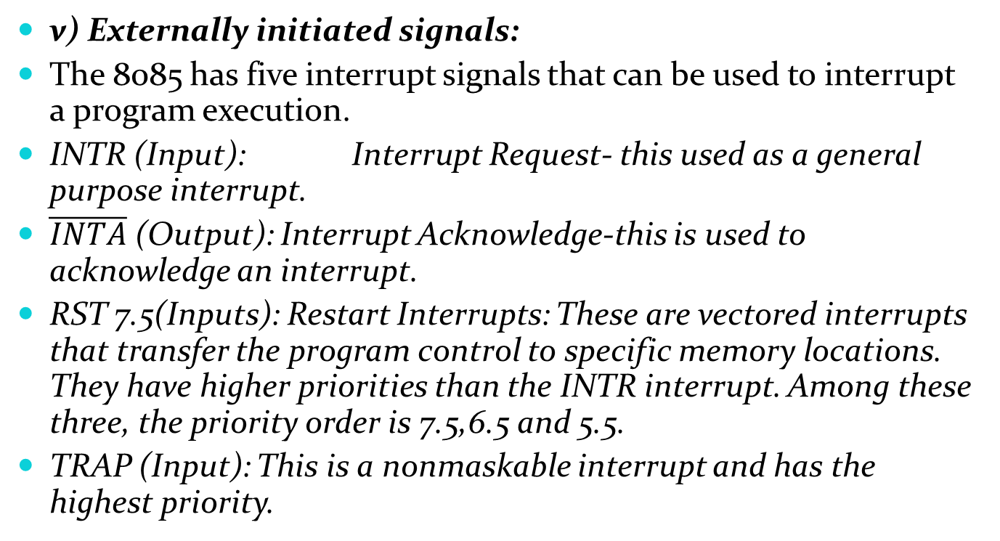 • v) Externally initiated signals:
• The 8085 has five interrupt signals that can be used to interrupt
a program execution.
• INTR (Input): Interrupt Request- this used as a general
purpose interrupt.
• I̅N̅T̅A̅ (Output): Interrupt Acknowledge-this is used to
acknowledge an interrupt.
• RST 7.5(Inputs): Restart Interrupts: These are vectored interrupts
that transfer the program control to specific memory locations.
They have higher priorities than the INTR interrupt. Among these
three, the priority order is 7.5,6.5 and 5.5.
• TRAP (Input): This is a nonmaskable interrupt and has the
highest priority.